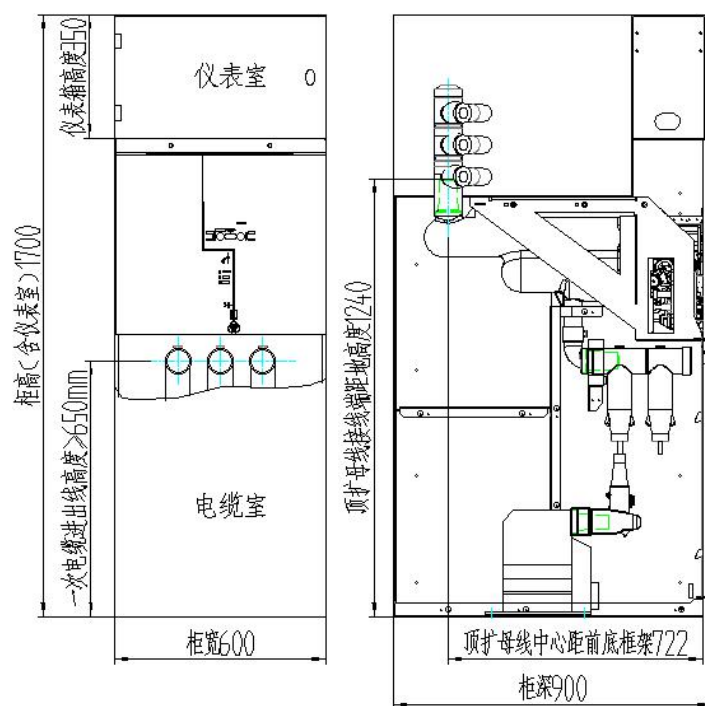 仪表箱高度350
仪表室
柜高(含仪表室)1700
一次电缆进出线高度≥650mm
电缆室
柜宽600
顶扩母线接线端距地高度1240
顶扩母线中心距前底框架722
柜深900